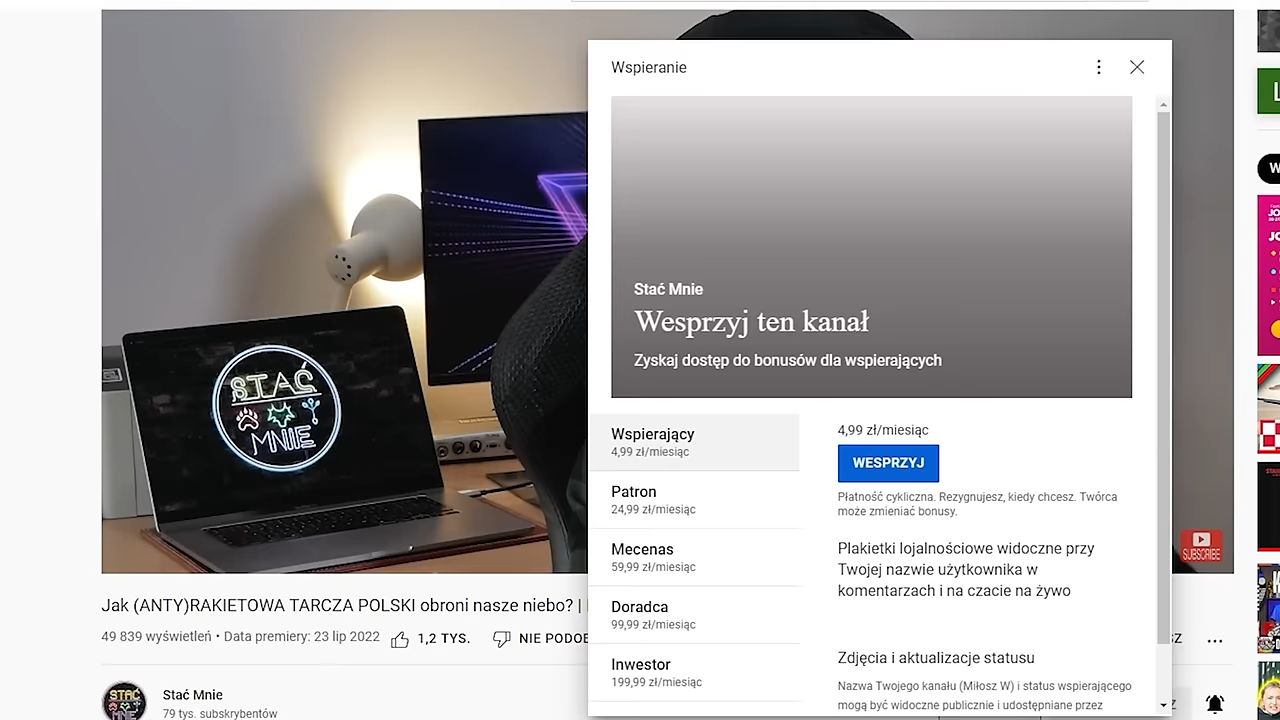 Wspieranie
Stać Mnie
Wesprzyj ten kanał
Zyskaj dostęp do bonusów dla wspierających
Wspierający
4,99 zł/miesiąc
Patron
24,99 zł/miesiąc
Mecenas
59,99 zł/miesiąc
Doradca
99,99 zł/miesiąc
Inwestor
199,99 zł/miesiąc
4,99 zł/miesiąc
WESPRZYJ
Płatność cykliczna. Rezygnujesz, kiedy chcesz. Twórca
może zmieniać bonusy.
Plakietki lojalnościowe widoczne przy
Twojej nazwie użytkownika w
komentarzach i na czacie na żywo
Zdjęcia i aktualizacje statusu
Nazwa Twojego kanału (Miłosz W) i status wspierającego
mogą być widoczne publicznie i udostępniane przez
STAĆ
MNIE
SUBSCRIBE
Jak (ANTY)RAKIETOWA TARCZA POLSKI obroni nasze niebo? |
49 839 wyświetleń • Data premiery: 23 lip 2022
1,2 TYS.
Stać Mnie
79 tys. subskrybentów